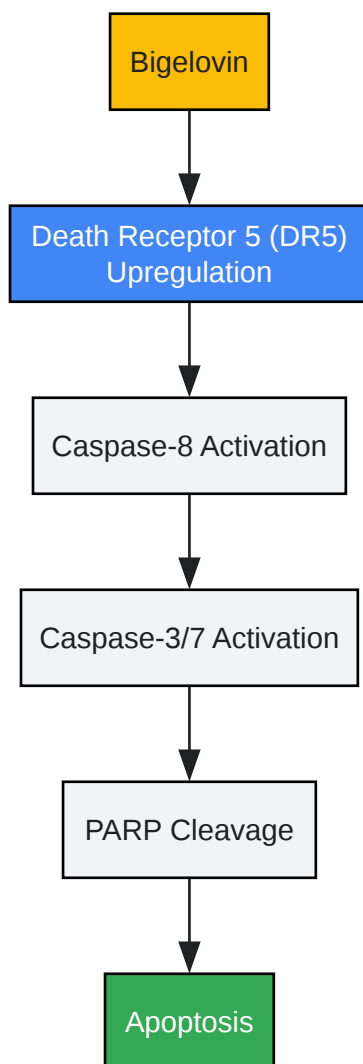 Bigelovin
Death Receptor 5 (DR5)
Upregulation
Caspase-8 Activation
Caspase-3/7 Activation
PARP Cleavage
Apoptosis